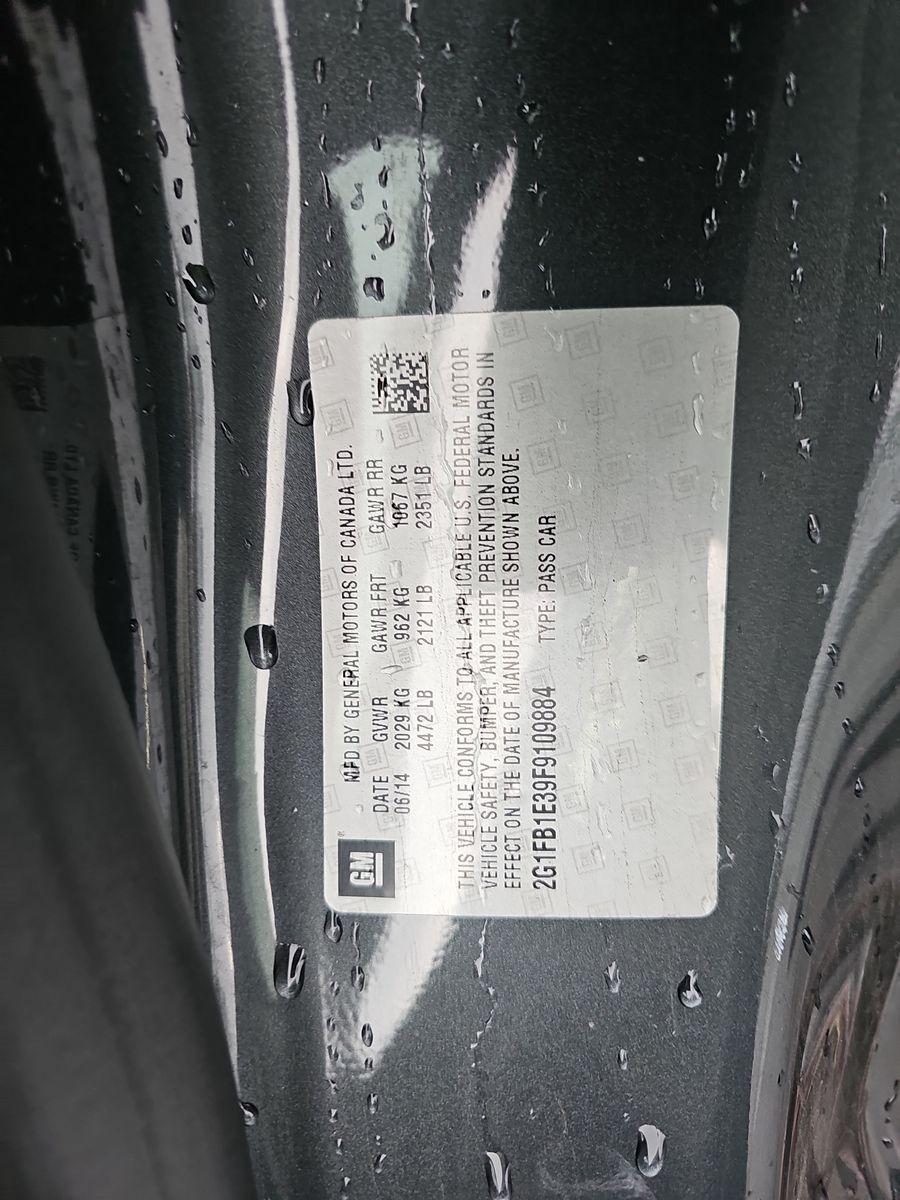 GM®
MFD BY GENERAL MOTORS OF CANADA LTD.
DATE GVWR GAWR FRT GAWR RR
06/14 2029 KG 962 KG 1067 KG
4472 LB 2121 LB 2351 LB
THIS VEHICLE CONFORMS TO ALL APPLICABLE U.S. FEDERAL MOTOR
VEHICLE SAFETY, BUMPER, AND THEFT PREVENTION STANDARDS IN
EFFECT ON THE DATE OF MANUFACTURE SHOWN ABOVE.
2G1FB1E39F9109884 TYPE: PASS CAR